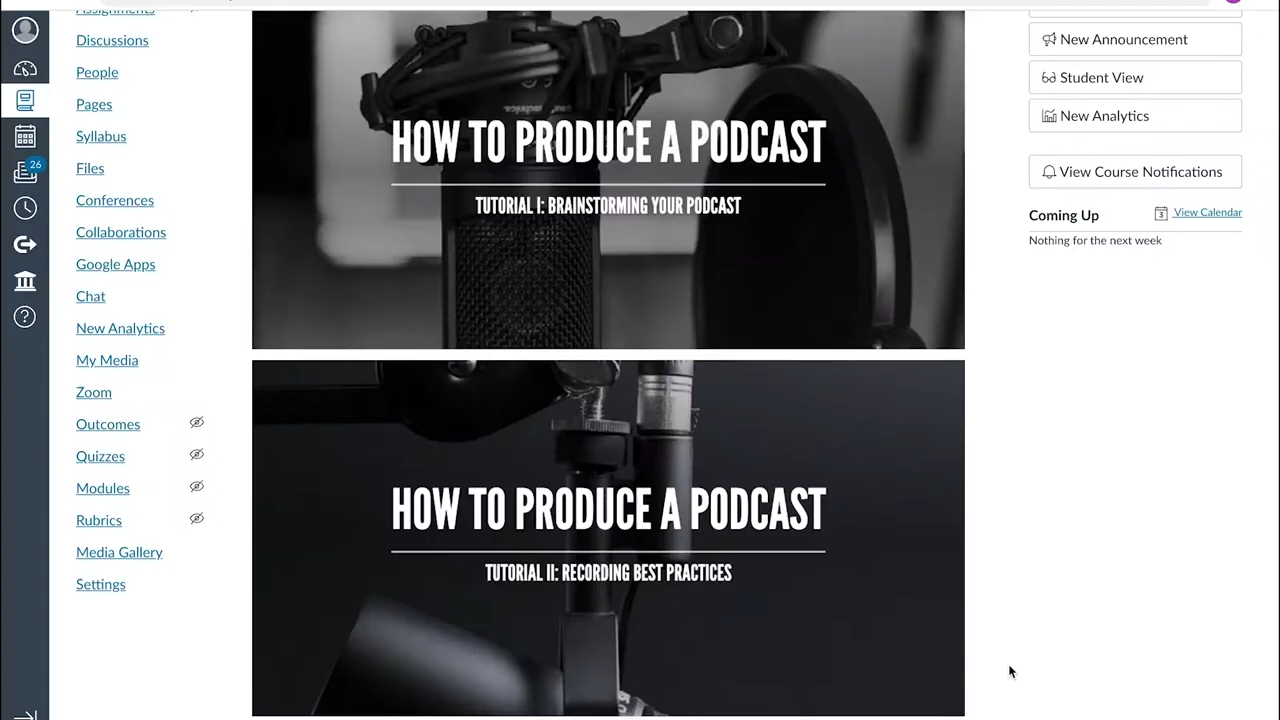 Assignments
Discussions
People
Pages
Syllabus
Files
Conferences
Collaborations
Google Apps
Chat
New Analytics
My Media
Zoom
Outcomes
Quizzes
Modules
Rubrics
Media Gallery
Settings
26
HOW TO PRODUCE A PODCAST
TUTORIAL I: BRAINSTORMING YOUR PODCAST
HOW TO PRODUCE A PODCAST
TUTORIAL II: RECORDING BEST PRACTICES
New Announcement
Student View
New Analytics
View Course Notifications
Coming Up
3 View Calendar
Nothing for the next week